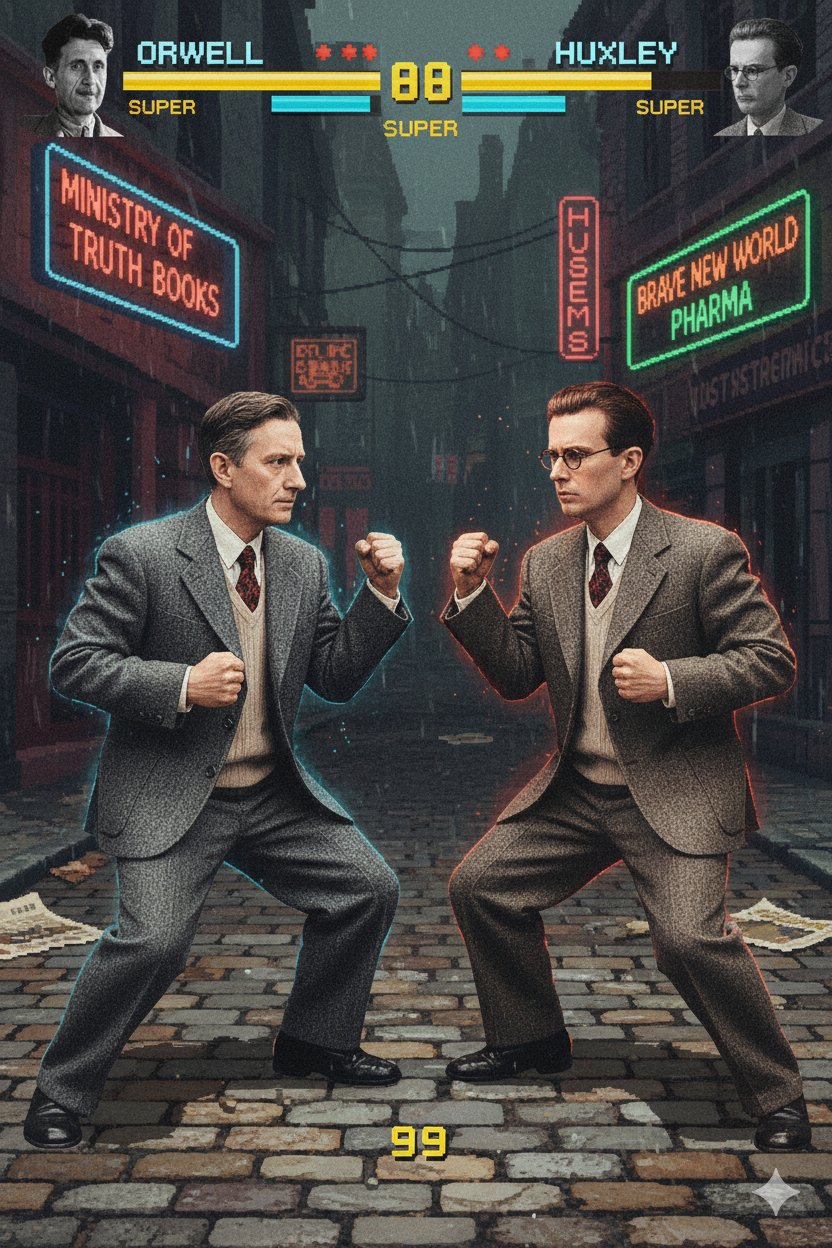 ORWELL
HUXLEY
88
SUPER
SUPER
SUPER
MINISTRY OF
TRUTH BOOKS
HUSEMS
BRAVE NEW WORLD
PHARMA
99